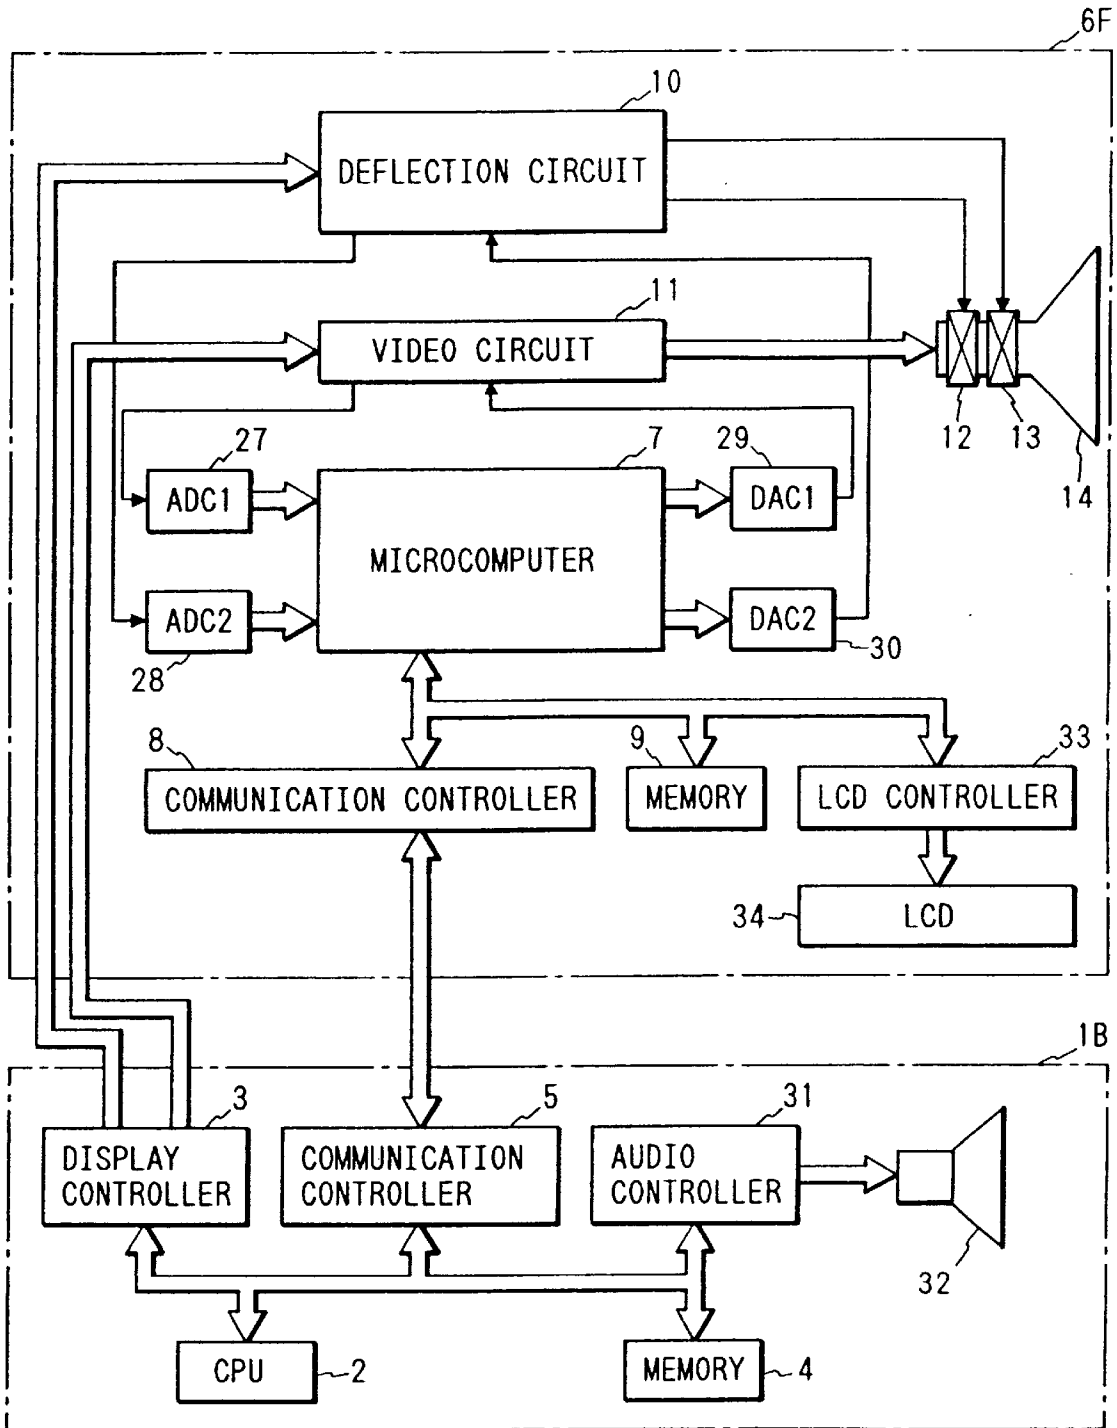 6F
10
DEFLECTION CIRCUIT
11
VIDEO CIRCUIT
12
13
14
27
ADC1
7
MICROCOMPUTER
29
DAC1
ADC2
28
DAC2
30
8
COMMUNICATION CONTROLLER
9
MEMORY
33
LCD CONTROLLER
34
LCD
1B
3
DISPLAY
CONTROLLER
5
COMMUNICATION
CONTROLLER
31
AUDIO
CONTROLLER
32
CPU
2
MEMORY
4